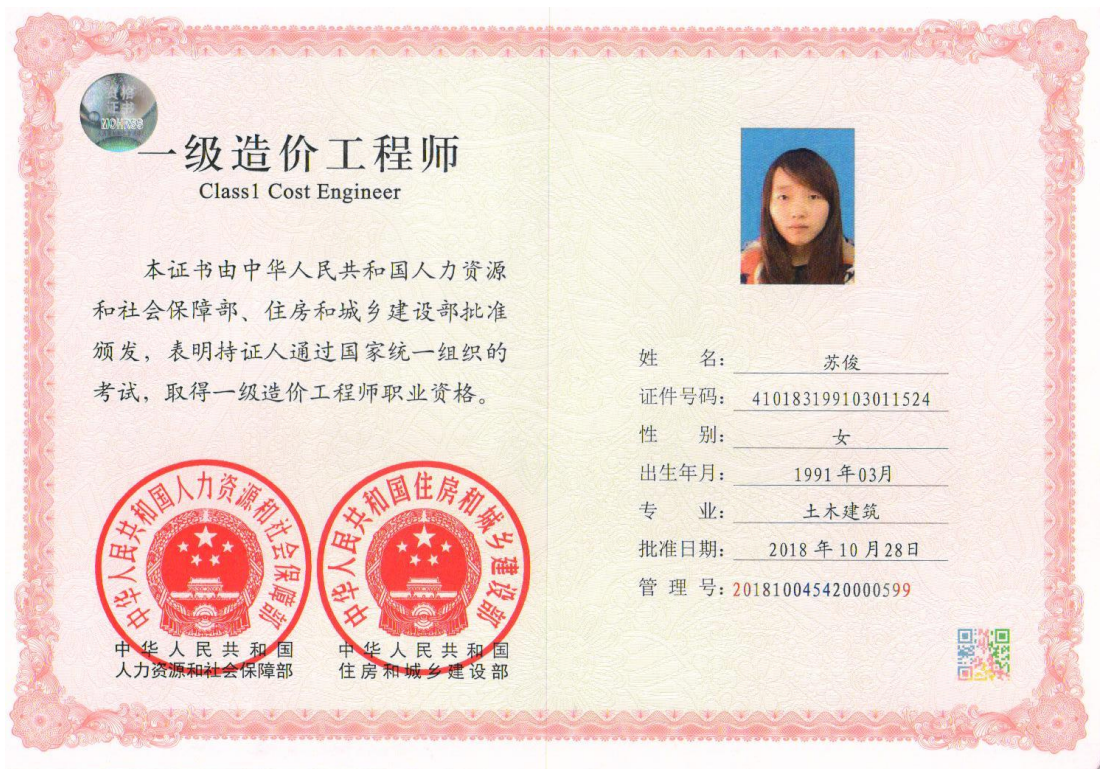 资格
证书
MOHRSS
一级造价工程师
Class1 Cost Engineer
本证书由中华人民共和国人力资源
和社会保障部、住房和城乡建设部批准
颁发，表明持证人通过国家统一组织的
考试，取得一级造价工程师职业资格。
中华人民共和国人力资源和社会保障部
中华人民共和国住房和城乡建设部
中华人民共和国
人力资源和社会保障部
中华人民共和国
住房和城乡建设部
姓 名：苏俊
证件号码：410183199103011524
性 别：女
出生年月：1991年03月
专 业：土木建筑
批准日期：2018年10月28日
管 理 号：201810045420000599